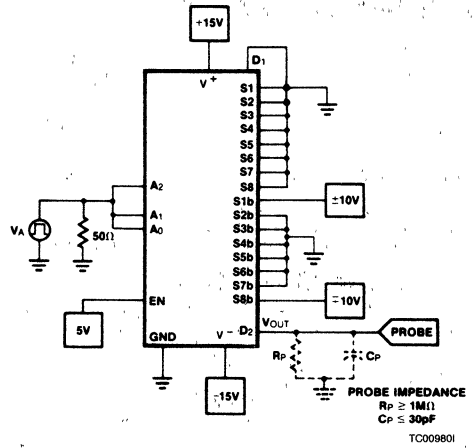 +15V
D1
V+
S1
S2
S3
S4
S5
S6
S7
S8
S1b
±10V
S2b
S3b
S4b
S5b
S6b
S7b
S8b
∓10V
A2
A1
A0
VA
50Ω
EN
5V
GND
V-
D2
VOUT
PROBE
RP
CP
-15V
PROBE IMPEDANCE
RP ≥ 1MΩ
CP ≤ 30pF
TC00980I